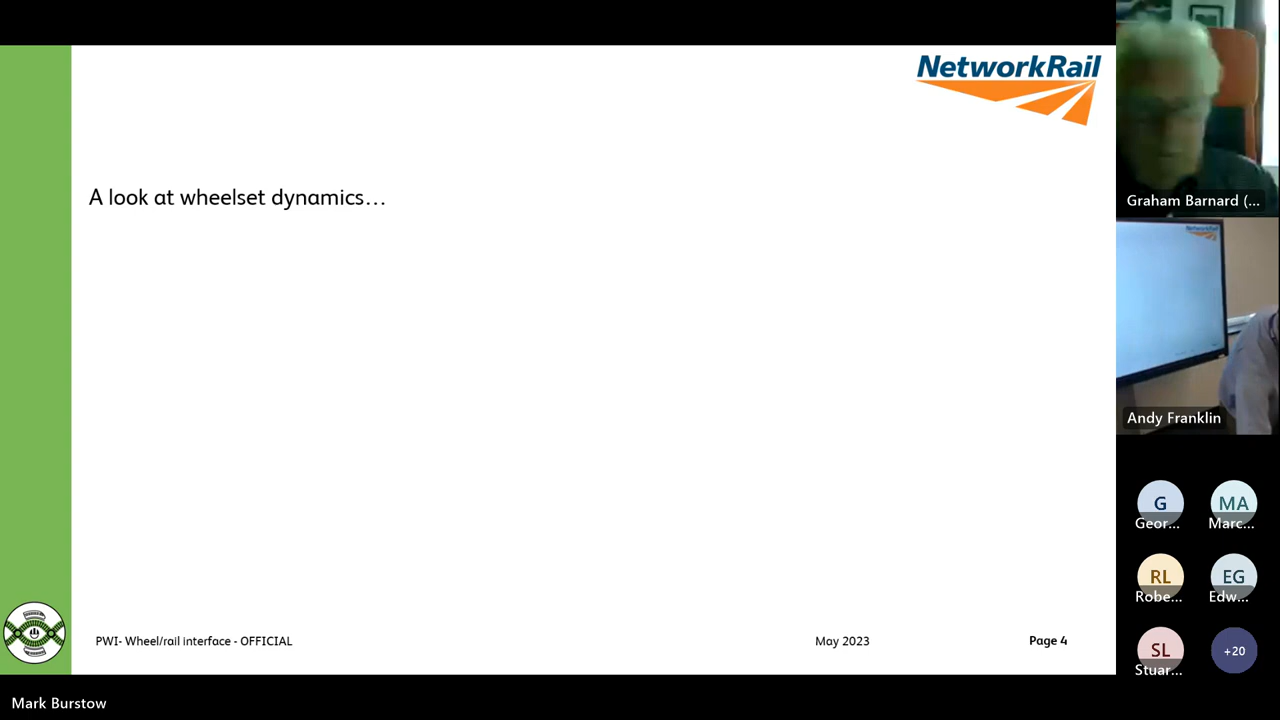 NetworkRail
A look at wheelset dynamics...
PWI- Wheel/rail interface - OFFICIAL
May 2023
Page 4
Graham Barnard (...
NetworkRail
Andy Franklin
G
MA
Geor...
Marc...
RL
EG
Robe...
Edw...
SL
+20
Stuar...
Mark Burstow